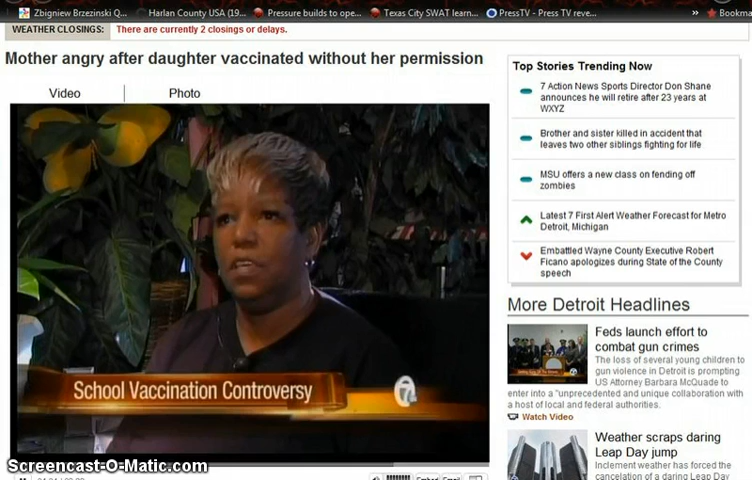 Zbigniew Brzezinski Q...
Harlan County USA (19...
Pressure builds to ope...
Texas City SWAT learn...
PressTV - Press TV reve...
»
Bookma
WEATHER CLOSINGS:
There are currently 2 closings or delays.
Mother angry after daughter vaccinated without her permission
Video
Photo
School Vaccination Controversy
7
Screencast-O-Matic.com
Embed
Email
Top Stories Trending Now
7 Action News Sports Director Don Shane
announces he will retire after 23 years at
WXYZ
Brother and sister killed in accident that
leaves two other siblings fighting for life
MSU offers a new class on fending off
zombies
Latest 7 First Alert Weather Forecast for Metro
Detroit, Michigan
Embattled Wayne County Executive Robert
Ficano apologizes during State of the County
speech
More Detroit Headlines
Feds launch effort to
combat gun crimes
The loss of several young children to
gun violence in Detroit is prompting
US Attorney Barbara McQuade to
enter into a "unprecedented and unique collaboration with
a host of local and federal authorities.
Watch Video
Weather scraps daring
Leap Day jump
Inclement weather has forced the
cancelation of a daring Leap Day